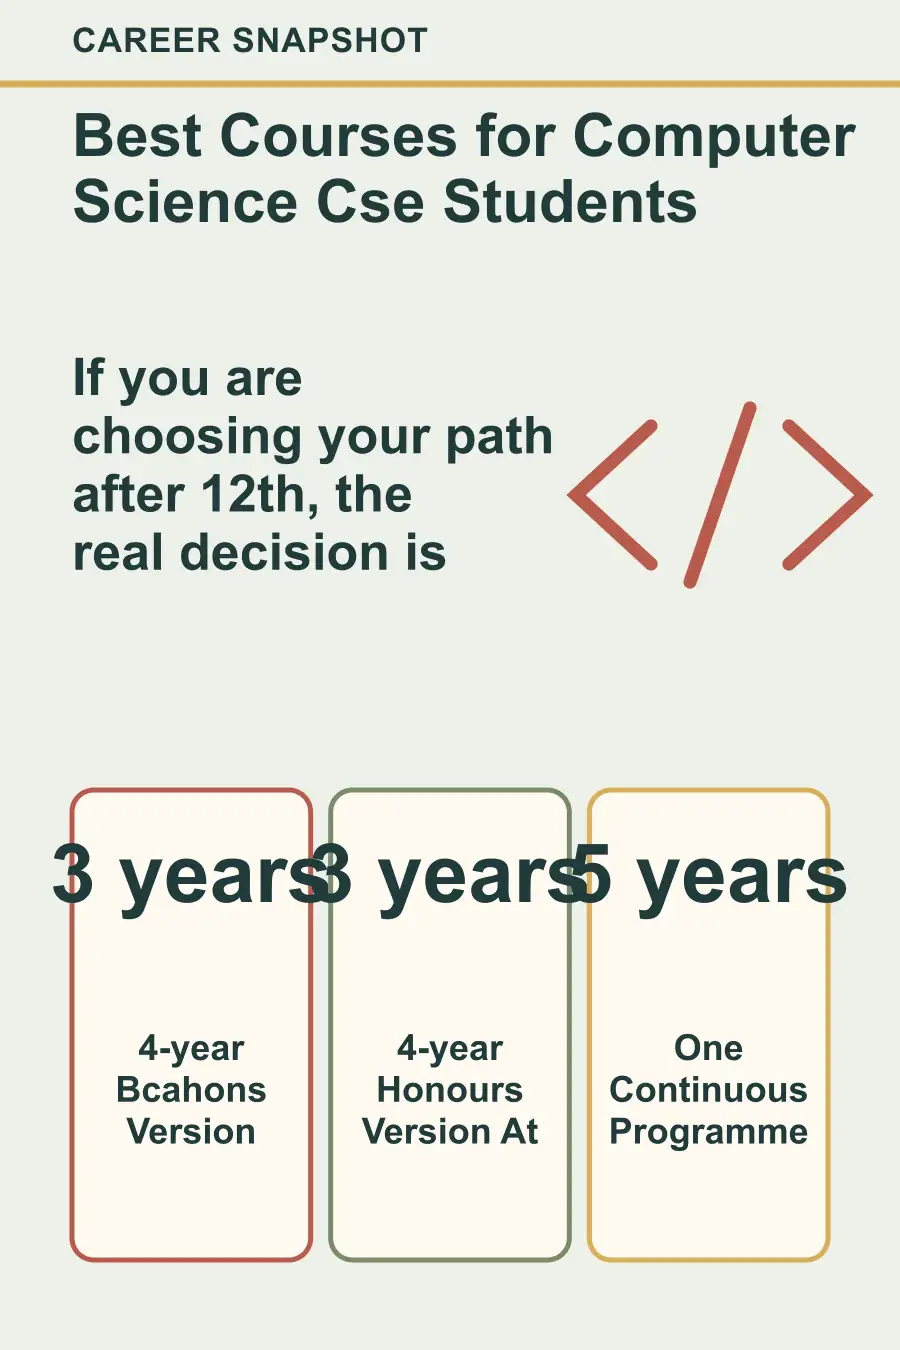 CAREER SNAPSHOT
Best Courses for Computer
Science Cse Students
If you are
choosing your path
after 12th, the
real decision is
3 years
4-year
Bcahons
Version
3 years
4-year
Honours
Version At
5 years
One
Continuous
Programme